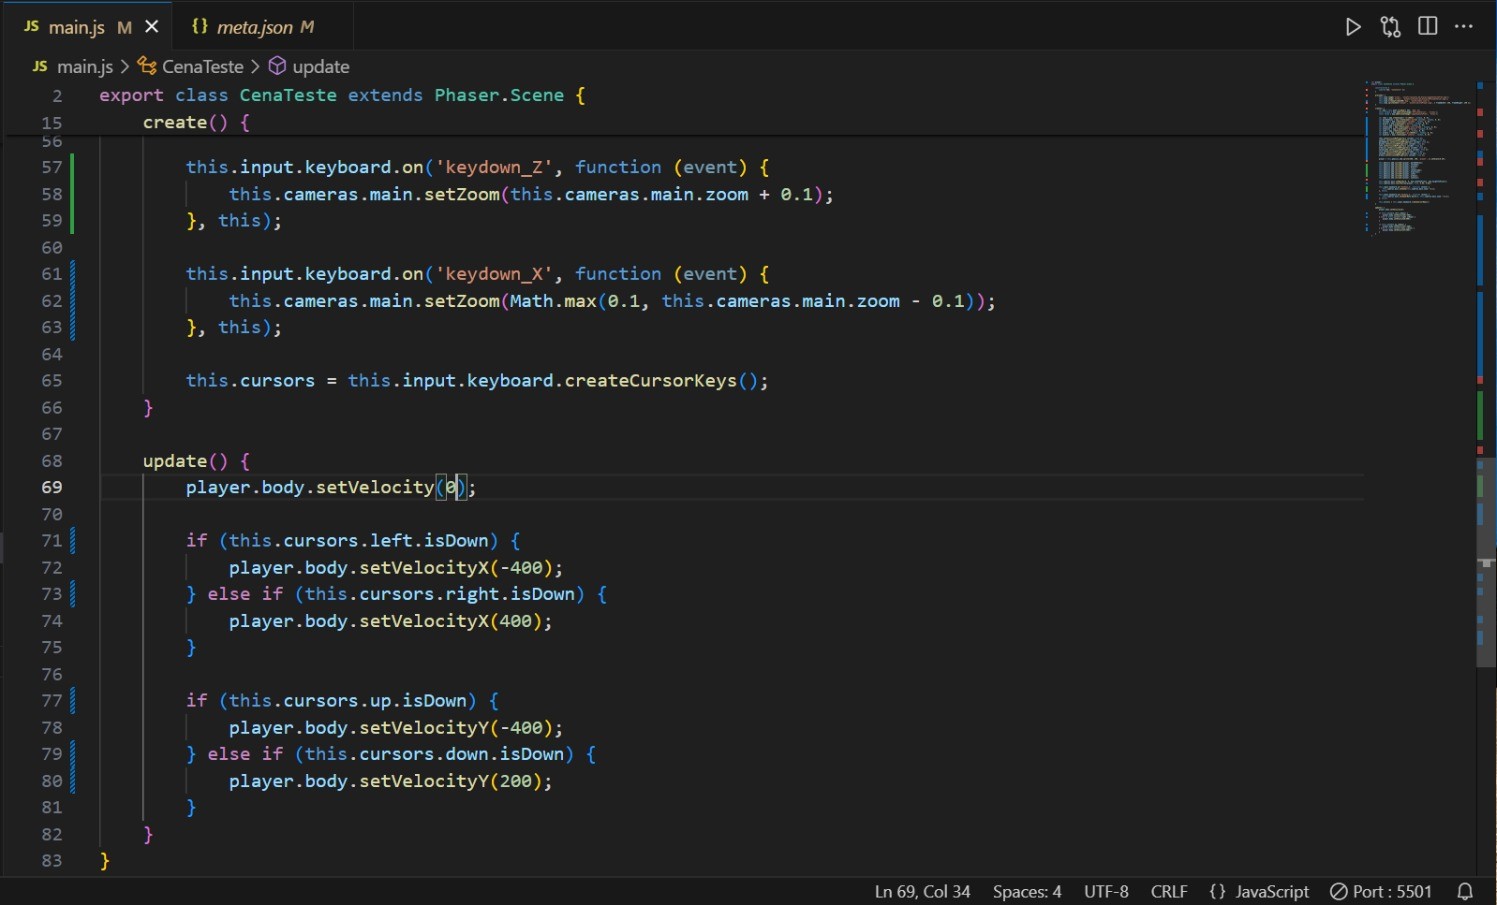 JS main.js M × {} meta.json M
JS main.js > CenaTeste > update
2 export class CenaTeste extends Phaser.Scene {
15 create() {
56
57 this.input.keyboard.on('keydown_Z', function (event) {
58 this.cameras.main.setZoom(this.cameras.main.zoom + 0.1);
59 }, this);
60
61 this.input.keyboard.on('keydown_X', function (event) {
62 this.cameras.main.setZoom(Math.max(0.1, this.cameras.main.zoom - 0.1));
63 }, this);
64
65 this.cursors = this.input.keyboard.createCursorKeys();
66 }
67
68 update() {
69 player.body.setVelocity(0);
70
71 if (this.cursors.left.isDown) {
72 player.body.setVelocityX(-400);
73 } else if (this.cursors.right.isDown) {
74 player.body.setVelocityX(400);
75 }
76
77 if (this.cursors.up.isDown) {
78 player.body.setVelocityY(-400);
79 } else if (this.cursors.down.isDown) {
80 player.body.setVelocityY(200);
81 }
82 }
83 }
Ln 69, Col 34 Spaces: 4 UTF-8 CRLF {} JavaScript Port : 5501